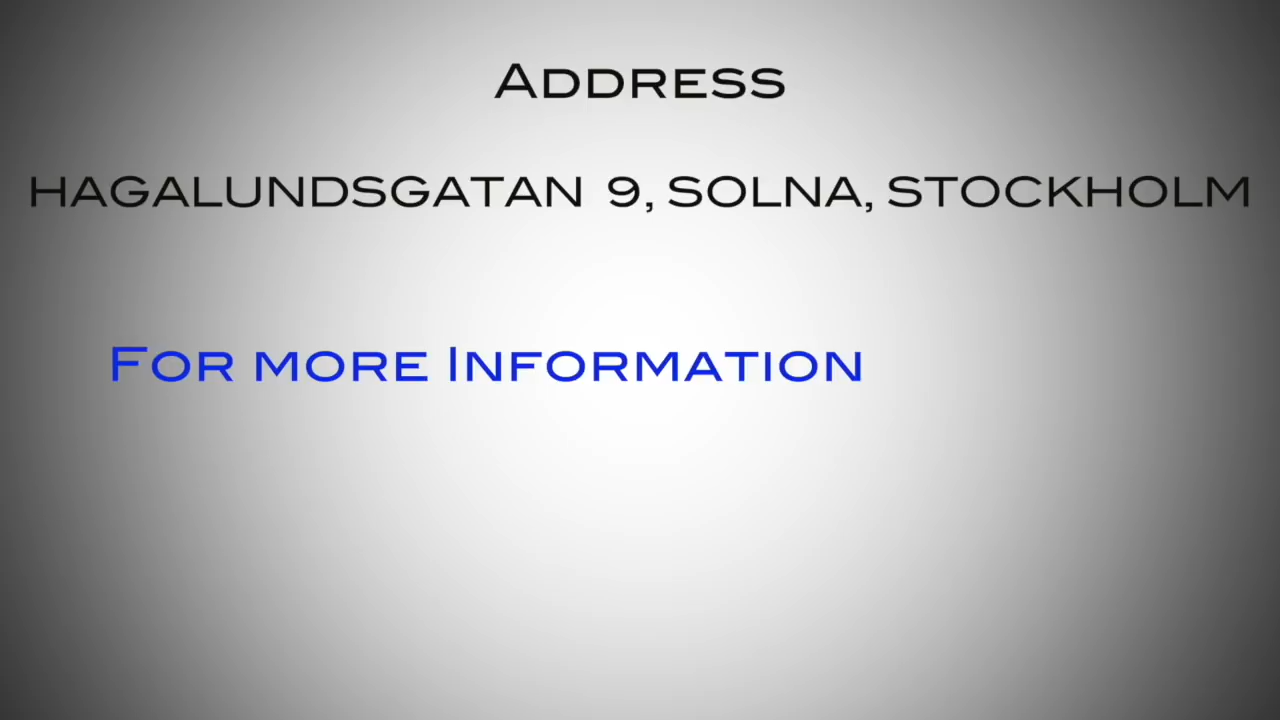 Address
HAGALUNDSGATAN 9, SOLNA, STOCKHOLM
For more Information